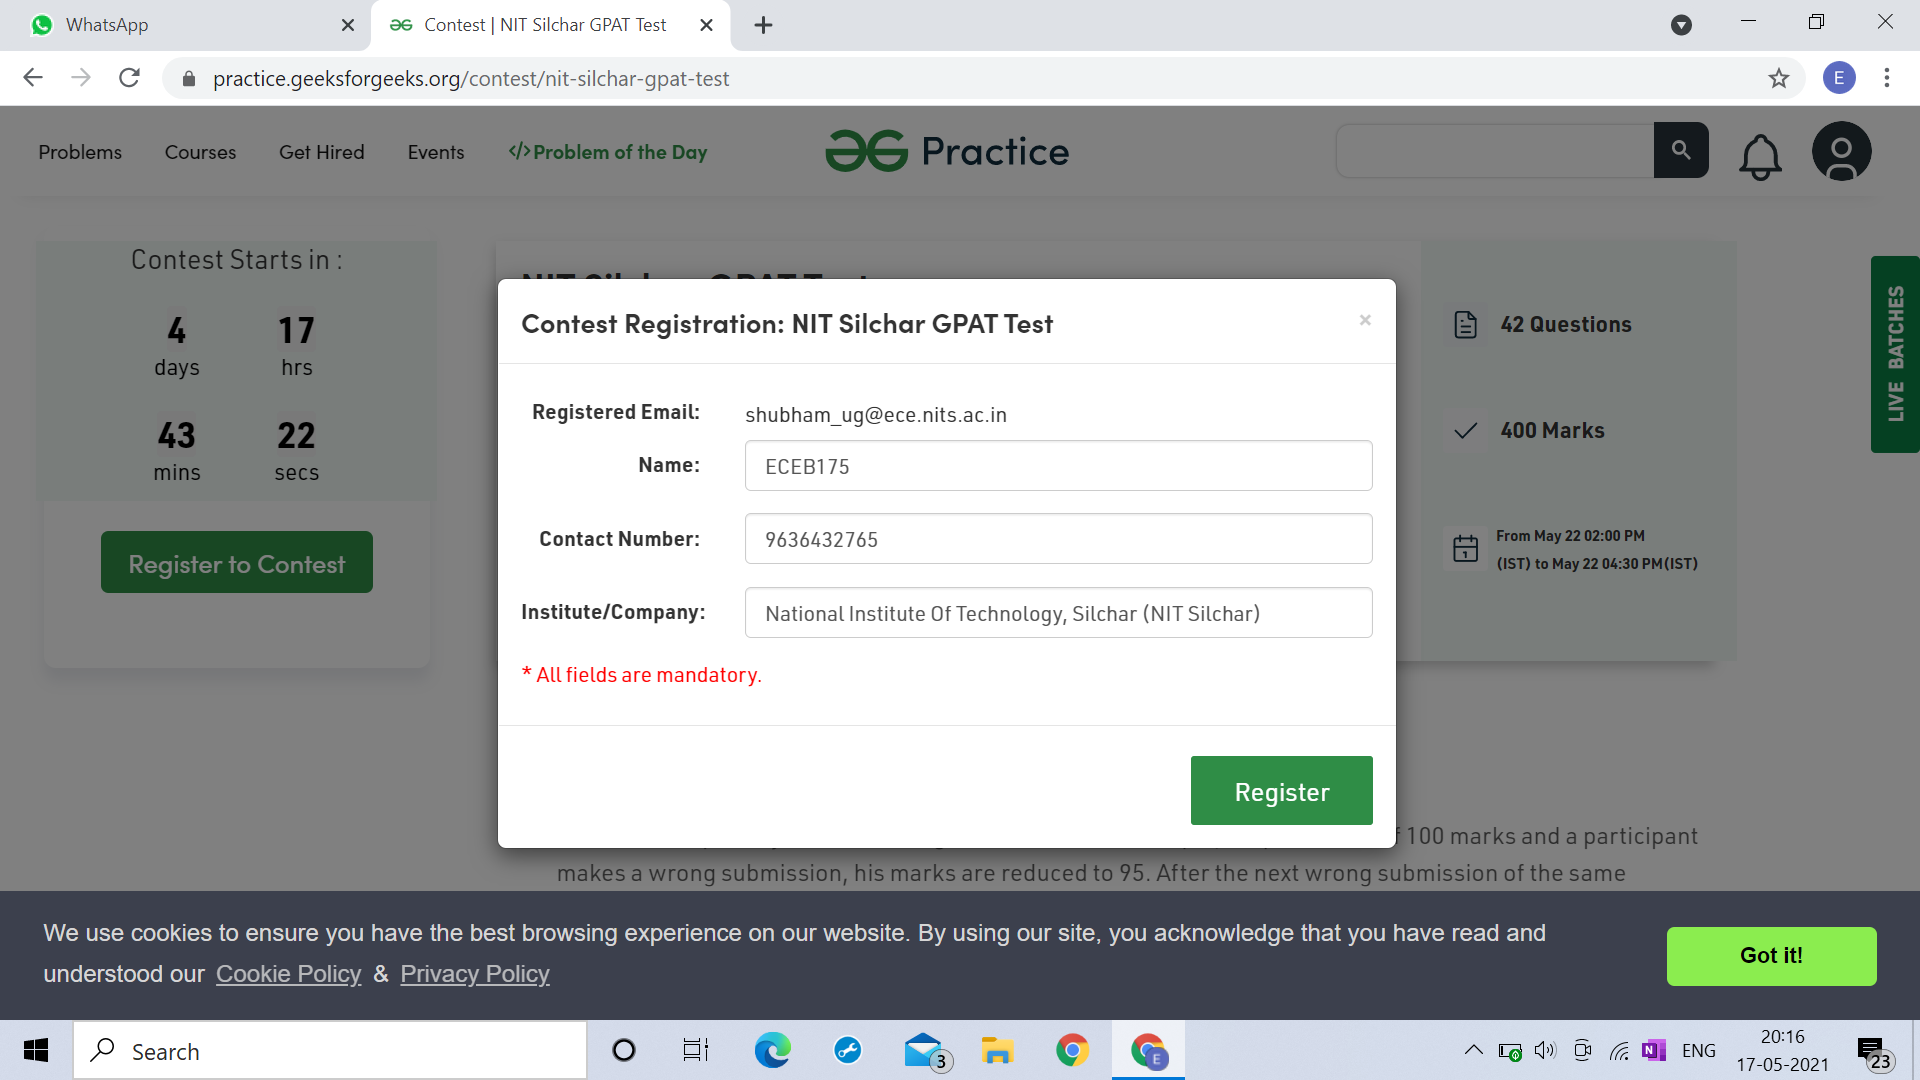 WhatsApp
Contest | NIT Silchar GPAT Test
practice.geeksforgeeks.org/contest/nit-silchar-gpat-test
E
Problems
Courses
Get Hired
Events
</>Problem of the Day
Practice
Contest Starts in :
4
17
days
hrs
43
22
mins
secs
Register to Contest
NIT Silchar GPAT Test
Contest Registration: NIT Silchar GPAT Test
×
Registered Email:
shubham_ug@ece.nits.ac.in
Name:
ECEB175
Contact Number:
9636432765
Institute/Company:
National Institute Of Technology, Silchar (NIT Silchar)
* All fields are mandatory.
Register
42 Questions
400 Marks
1
From May 22 02:00 PM
(IST) to May 22 04:30 PM(IST)
LIVE BATCHES
100 marks and a participant
makes a wrong submission, his marks are reduced to 95. After the next wrong submission of the same
We use cookies to ensure you have the best browsing experience on our website. By using our site, you acknowledge that you have read and
understood our Cookie Policy & Privacy Policy
Got it!
Search
3
E
N
ENG
20:16
17-05-2021
23